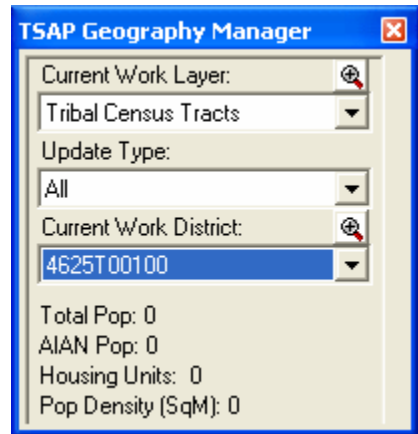 TSAP Geography Manager
Current Work Layer:
Tribal Census Tracts
Update Type:
All
Current Work District:
4625T00100
Total Pop: 0
AIAN Pop: 0
Housing Units: 0
Pop Density (SqM): 0